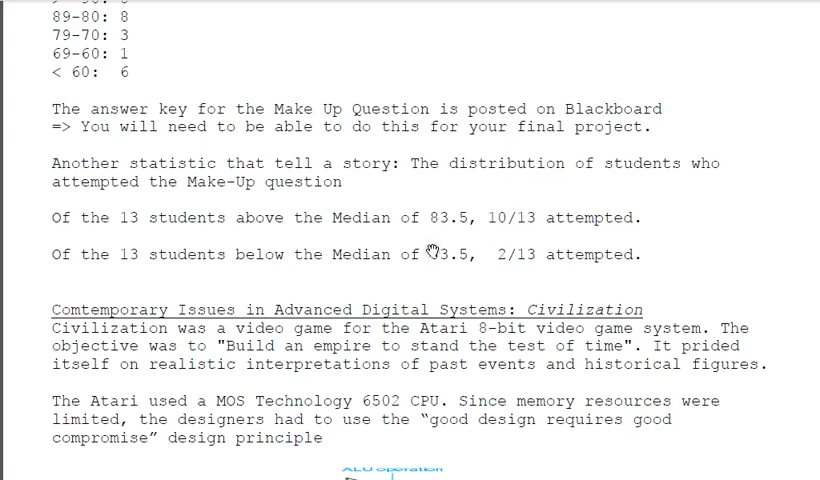 89-80: 8
79-70: 3
69-60: 1
< 60: 6
The answer key for the Make Up Question is posted on Blackboard
=> You will need to be able to do this for your final project.
Another statistic that tell a story: The distribution of students who
attempted the Make-Up question
Of the 13 students above the Median of 83.5, 10/13 attempted.
Of the 13 students below the Median of 3.5, 2/13 attempted.
Comtemporary Issues in Advanced Digital Systems: Civilization
Civilization was a video game for the Atari 8-bit video game system. The
objective was to "Build an empire to stand the test of time". It prided
itself on realistic interpretations of past events and historical figures.
The Atari used a MOS Technology 6502 CPU. Since memory resources were
limited, the designers had to use the “good design requires good
compromise” design principle
ALU operation